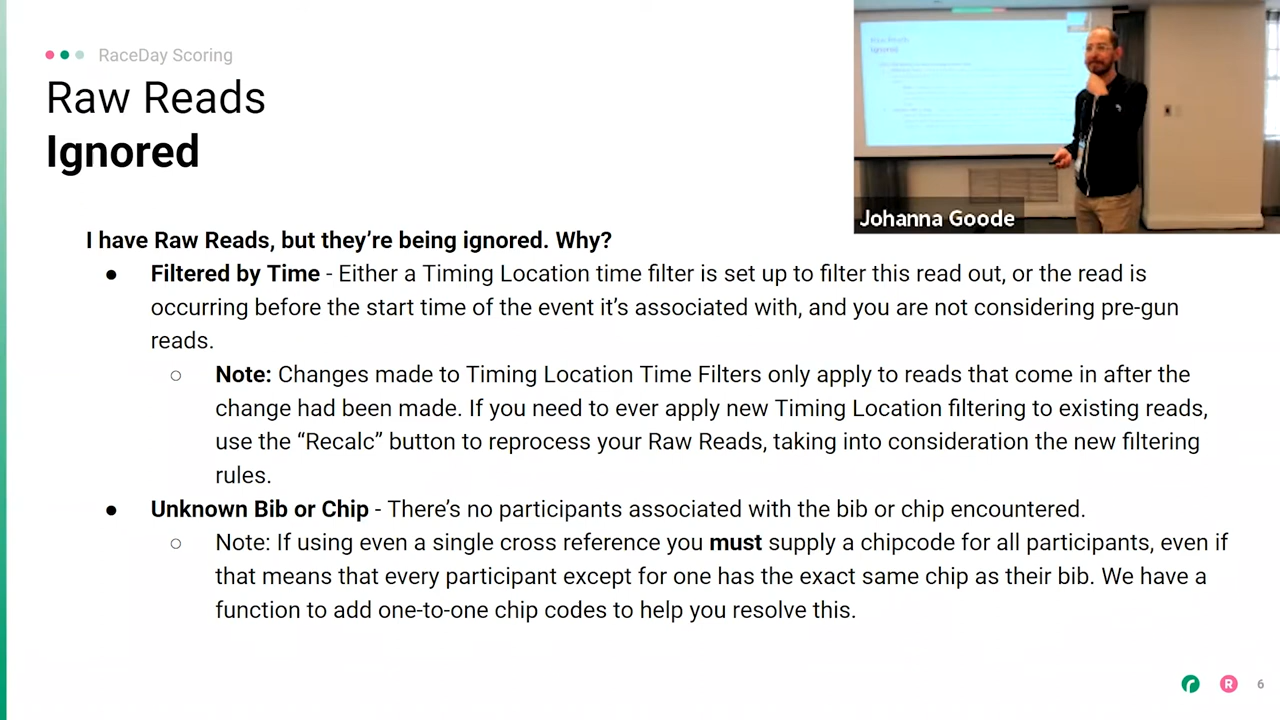 RaceDay Scoring
Raw Reads
Ignored
Raw Reads
Ignored
Johanna Goode
I have Raw Reads, but they’re being ignored. Why?
● Filtered by Time - Either a Timing Location time filter is set up to filter this read out, or the read is
occurring before the start time of the event it’s associated with, and you are not considering pre-gun
reads.
○ Note: Changes made to Timing Location Time Filters only apply to reads that come in after the
change had been made. If you need to ever apply new Timing Location filtering to existing reads,
use the “Recalc” button to reprocess your Raw Reads, taking into consideration the new filtering
rules.
● Unknown Bib or Chip - There’s no participants associated with the bib or chip encountered.
○ Note: If using even a single cross reference you must supply a chipcode for all participants, even if
that means that every participant except for one has the exact same chip as their bib. We have a
function to add one-to-one chip codes to help you resolve this.
R
6